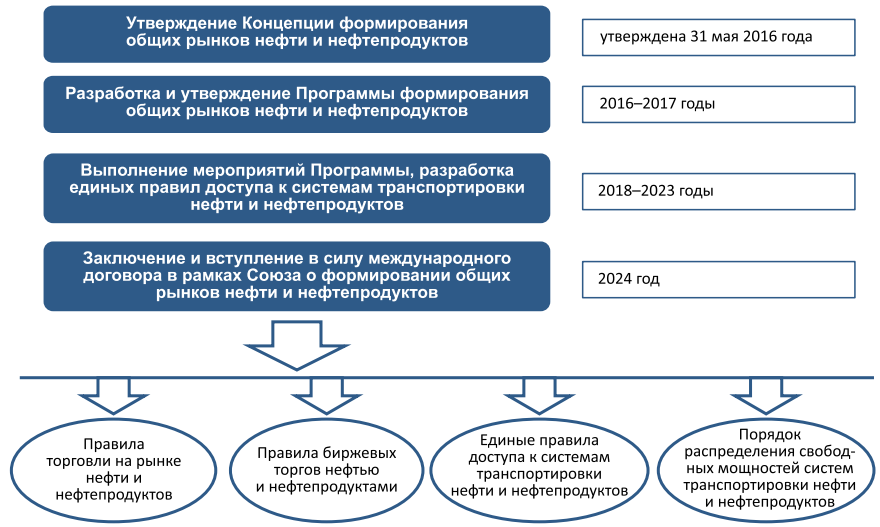 Утверждение Концепции формирования
общих рынков нефти и нефтепродуктов
утверждена 31 мая 2016 года
Разработка и утверждение Программы формирования
общих рынков нефти и нефтепродуктов
2016–2017 годы
Выполнение мероприятий Программы, разработка
единых правил доступа к системам транспортировки
нефти и нефтепродуктов
2018–2023 годы
Заключение и вступление в силу международного
договора в рамках Союза о формировании общих
рынков нефти и нефтепродуктов
2024 год
Правила
торговли на рынке
нефти и
нефтепродуктов
Правила биржевых
торгов нефтью
и нефтепродуктами
Единые правила
доступа к системам
транспортировки
нефти и нефтепродуктов
Порядок
распределения свобод-
ных мощностей систем
транспортировки нефти
и нефтепродуктов